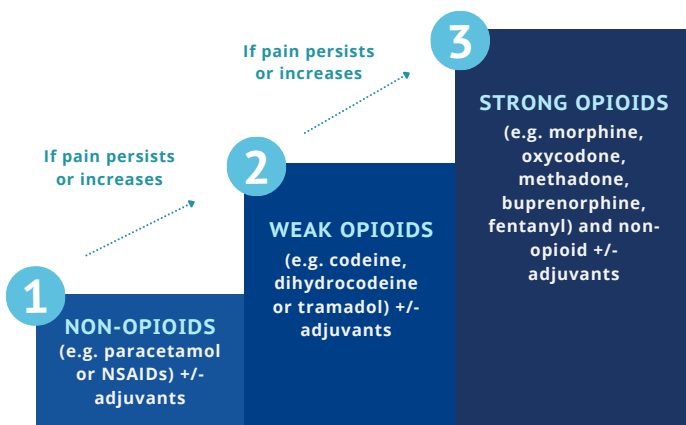 1
NON-OPIOIDS
(e.g. paracetamol
or NSAIDs) +/-
adjuvants
If pain persists
or increases
2
WEAK OPIOIDS
(e.g. codeine,
dihydrocodeine
or tramadol) +/-
adjuvants
If pain persists
or increases
3
STRONG OPIOIDS
(e.g. morphine,
oxycodone,
methadone,
buprenorphine,
fentanyl) and non-
opioid +/-
adjuvants